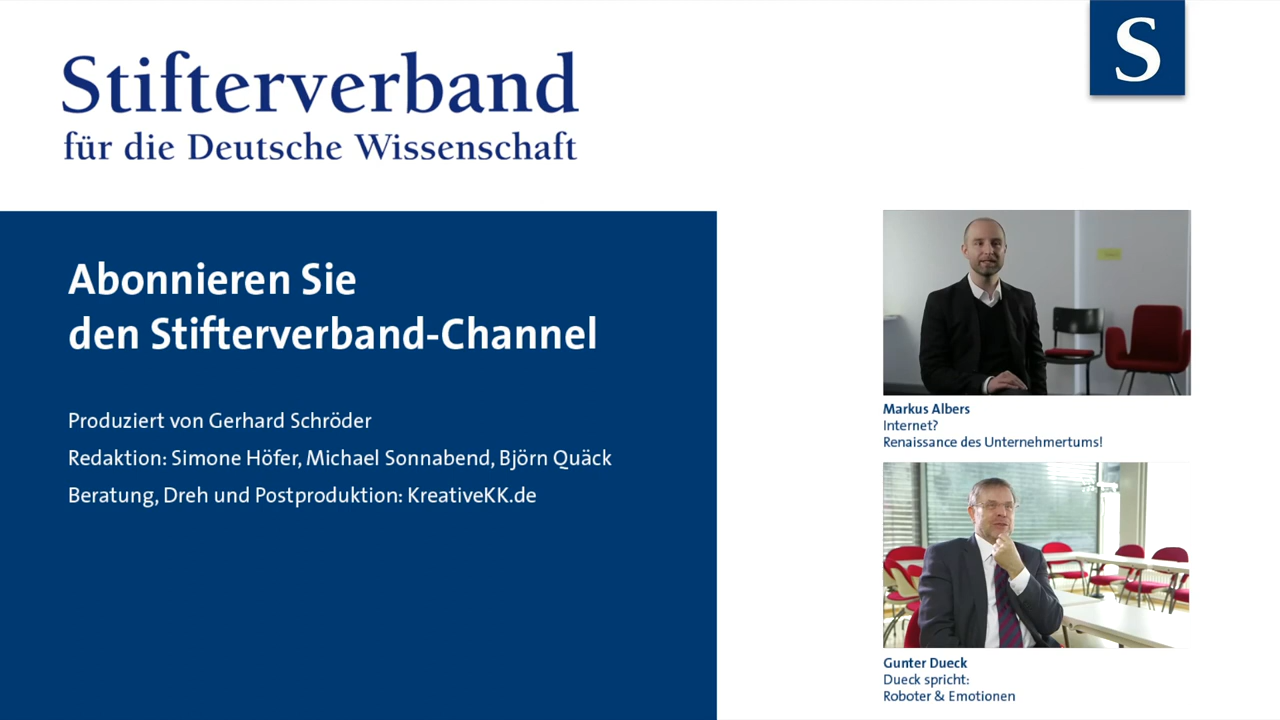 Stifterverband
für die Deutsche Wissenschaft
S
Abonnieren Sie
den Stifterverband-Channel
Produziert von Gerhard Schröder
Redaktion: Simone Höfer, Michael Sonnabend, Björn Quäck
Beratung, Dreh und Postproduktion: KreativeKK.de
Markus Albers
Internet?
Renaissance des Unternehmertums!
Gunter Dueck
Dueck spricht:
Roboter & Emotionen